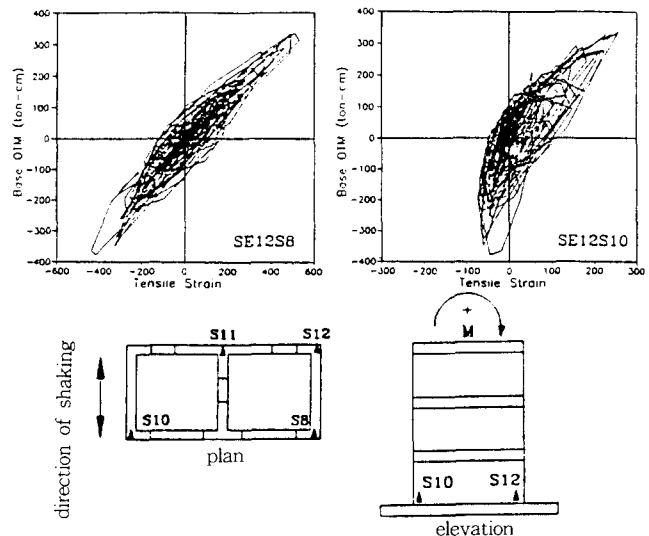 400
300
200
100
0
-100
-200
-300
-400
Base OTM (ton-cm)
SE12S8
-600 -400 -200 0 200 400 600
Tensile Strain
400
300
200
100
0
-100
-200
-300
-400
Base OTM (ton-cm)
SE12S10
-300 -200 -100 0 100 200 300
Tensile Strain
direction of shaking
S11 S12
S10 S8
plan
+
M
S10 S12
elevation